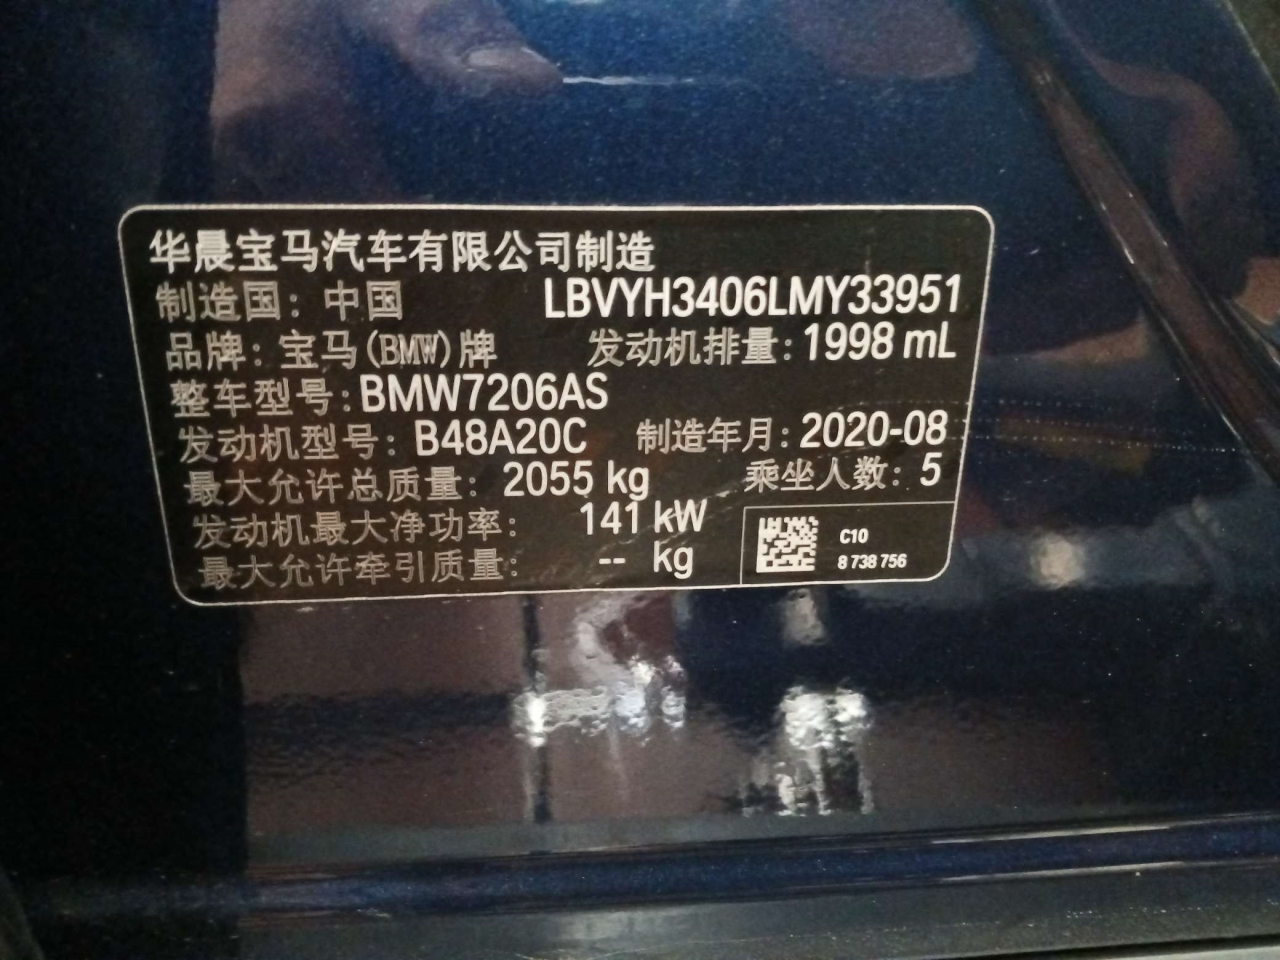 华晨宝马汽车有限公司制造
制造国：中国 LBVYH3406LMY33951
品牌：宝马(BMW)牌 发动机排量：1998 mL
整车型号：BMW7206AS
发动机型号：B48A20C 制造年月：2020-08
最大允许总质量：2055 kg 乘坐人数：5
发动机最大净功率：141 kW
最大允许牵引质量：-- kg
C10
8 738 756